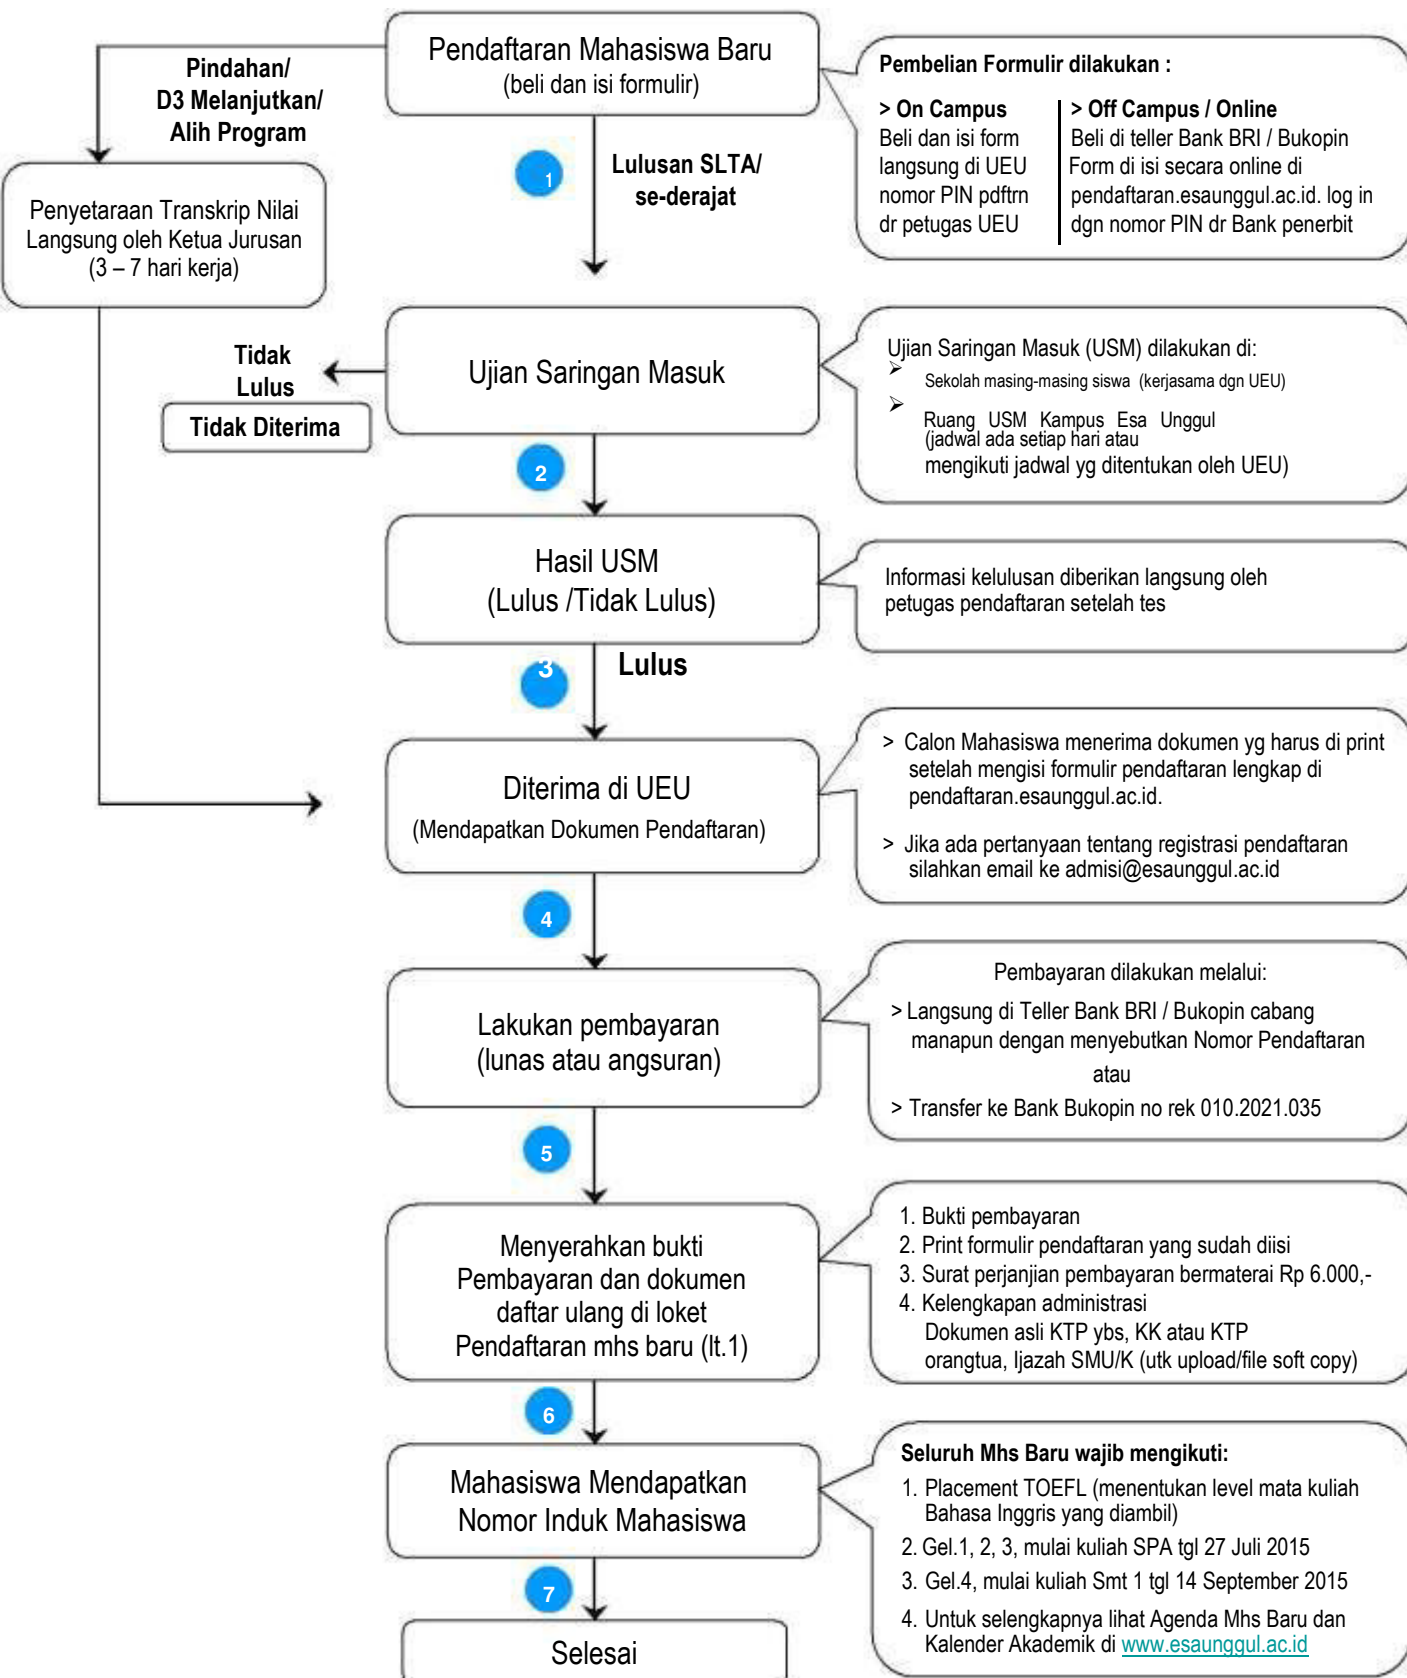 Pendaftaran Mahasiswa Baru
(beli dan isi formulir)
Pindahan/
D3 Melanjutkan/
Alih Program
Pembelian Formulir dilakukan :
> On Campus
Beli dan isi form
langsung di UEU
nomor PIN pdftrn
dr petugas UEU
> Off Campus / Online
Beli di teller Bank BRI / Bukopin
Form di isi secara online di
pendaftaran.esaunggul.ac.id. log in
dgn nomor PIN dr Bank penerbit
1
Lulusan SLTA/
se-derajat
Penyetaraan Transkrip Nilai
Langsung oleh Ketua Jurusan
(3 – 7 hari kerja)
Ujian Saringan Masuk
Tidak
Lulus
Tidak Diterima
Ujian Saringan Masuk (USM) dilakukan di:
➢ Sekolah masing-masing siswa (kerjasama dgn UEU)
➢ Ruang USM Kampus Esa Unggul
(jadwal ada setiap hari atau
mengikuti jadwal yg ditentukan oleh UEU)
2
Hasil USM
(Lulus /Tidak Lulus)
Informasi kelulusan diberikan langsung oleh
petugas pendaftaran setelah tes
3
Lulus
Diterima di UEU
(Mendapatkan Dokumen Pendaftaran)
> Calon Mahasiswa menerima dokumen yg harus di print
setelah mengisi formulir pendaftaran lengkap di
pendaftaran.esaunggul.ac.id.
> Jika ada pertanyaan tentang registrasi pendaftaran
silahkan email ke admisi@esaunggul.ac.id
4
Lakukan pembayaran
(lunas atau angsuran)
Pembayaran dilakukan melalui:
> Langsung di Teller Bank BRI / Bukopin cabang
manapun dengan menyebutkan Nomor Pendaftaran
atau
> Transfer ke Bank Bukopin no rek 010.2021.035
5
Menyerahkan bukti
Pembayaran dan dokumen
daftar ulang di loket
Pendaftaran mhs baru (lt.1)
1. Bukti pembayaran
2. Print formulir pendaftaran yang sudah diisi
3. Surat perjanjian pembayaran bermaterai Rp 6.000,-
4. Kelengkapan administrasi
Dokumen asli KTP ybs, KK atau KTP
orangtua, Ijazah SMU/K (utk upload/file soft copy)
6
Mahasiswa Mendapatkan
Nomor Induk Mahasiswa
Seluruh Mhs Baru wajib mengikuti:
1. Placement TOEFL (menentukan level mata kuliah
Bahasa Inggris yang diambil)
2. Gel.1, 2, 3, mulai kuliah SPA tgl 27 Juli 2015
3. Gel.4, mulai kuliah Smt 1 tgl 14 September 2015
4. Untuk selengkapnya lihat Agenda Mhs Baru dan
Kalender Akademik di www.esaunggul.ac.id
7
Selesai